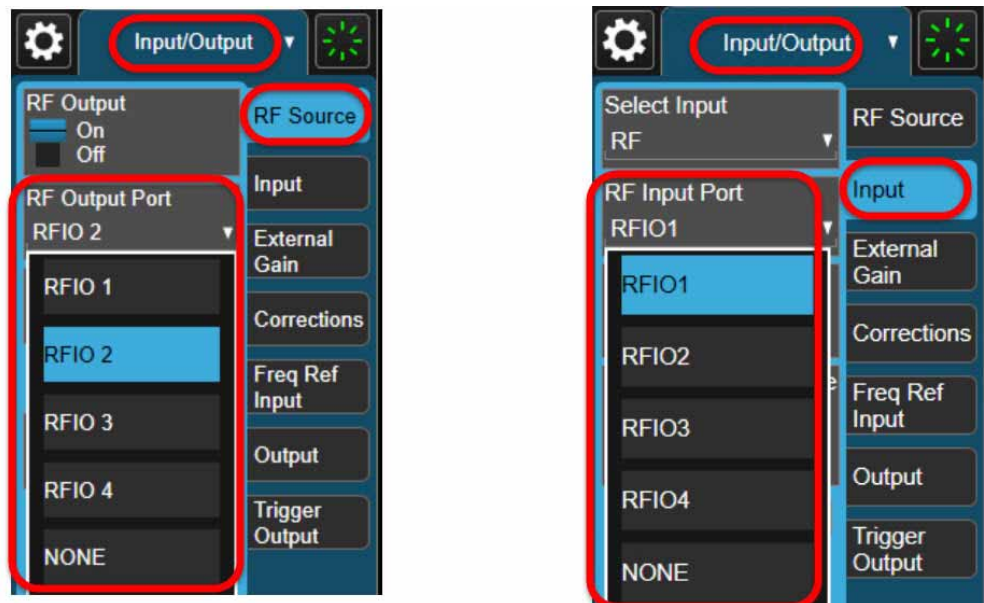 Input/Output
RF Output
On
Off
RF Output Port
RFIO 2
RFIO 1
RFIO 2
RFIO 3
RFIO 4
NONE
RF Source
Input
External
Gain
Corrections
Freq Ref
Input
Output
Trigger
Output
Input/Output
Select Input
RF
RF Input Port
RFIO1
RFIO1
RFIO2
RFIO3
RFIO4
NONE
RF Source
Input
External
Gain
Corrections
Freq Ref
Input
Output
Trigger
Output